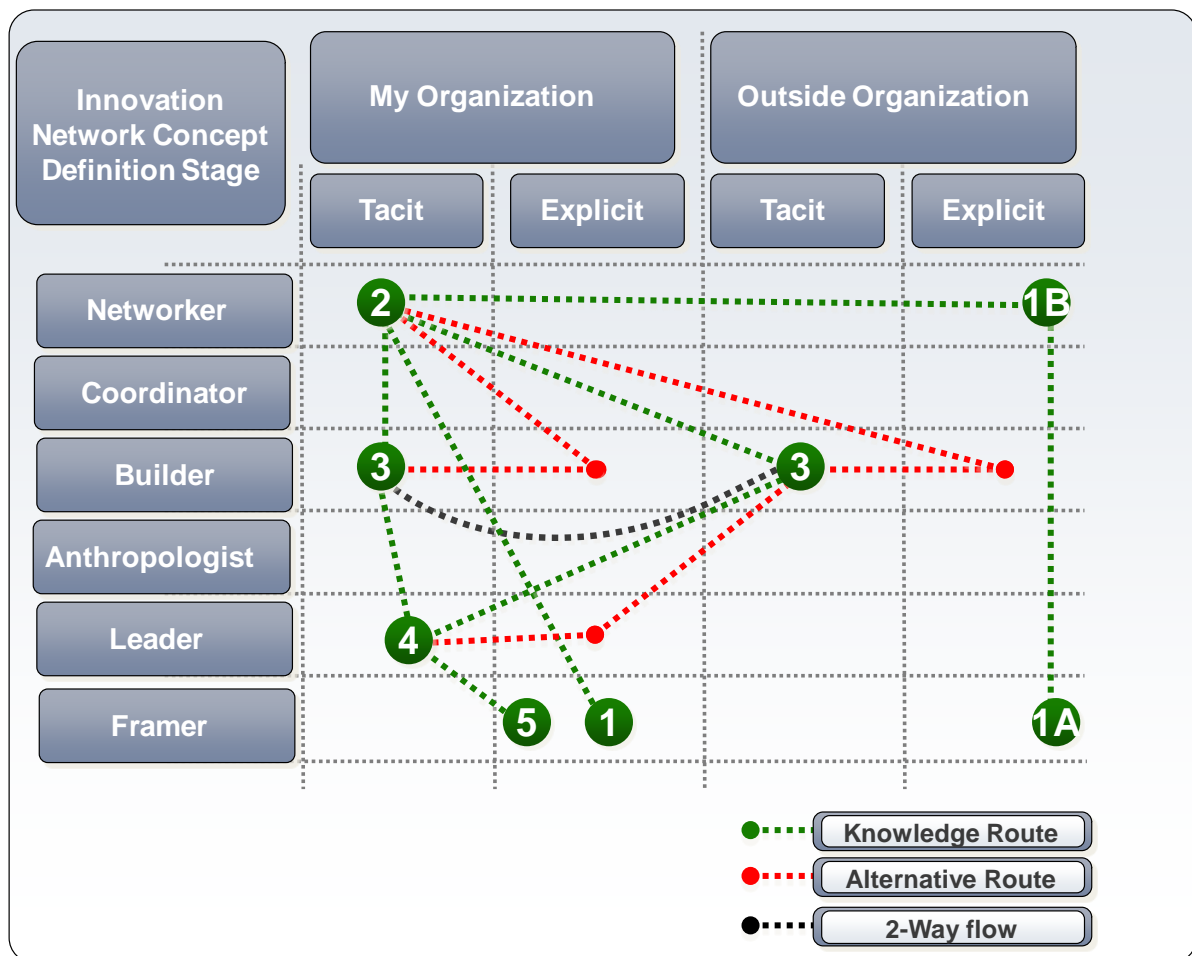 Innovation
Network Concept
Definition Stage
My Organization
Outside Organization
Tacit
Explicit
Tacit
Explicit
Networker
2
1B
Coordinator
Builder
3
3
Anthropologist
Leader
4
Framer
5
1
1A
Knowledge Route
Alternative Route
2-Way flow